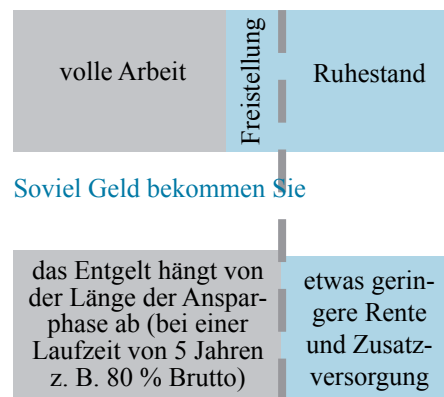 volle Arbeit
Freistellung
Ruhestand
Soviel Geld bekommen Sie
das Entgelt hängt von
der Länge der Anspar-
phase ab (bei einer
Laufzeit von 5 Jahren
z. B. 80 % Brutto)
etwas gerin-
gere Rente
und Zusatz-
versorgung